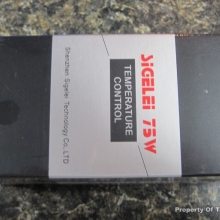 SiGELEi 75W
TEMPERATURE
CONTROL
Shenzhen Sigelei Technology Co., LTD
Property Of T